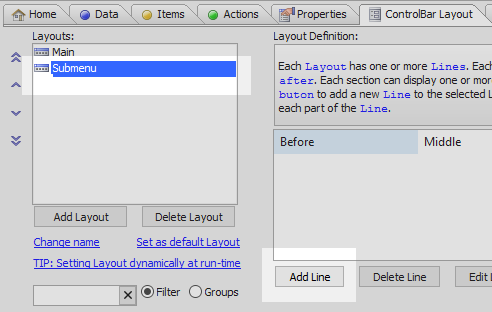 Home Data Items Actions Properties ControlBar Layout
Layouts:
Main
Submenu
Add Layout Delete Layout
Change name Set as default Layout
TIP: Setting Layout dynamically at run-time
Filter Groups
Layout Definition:
Each Layout has one or more Lines. Each
after. Each section can display one or more
buton to add a new Line to the selected L
each part of the Line.
Before Middle
Add Line Delete Line Edit L